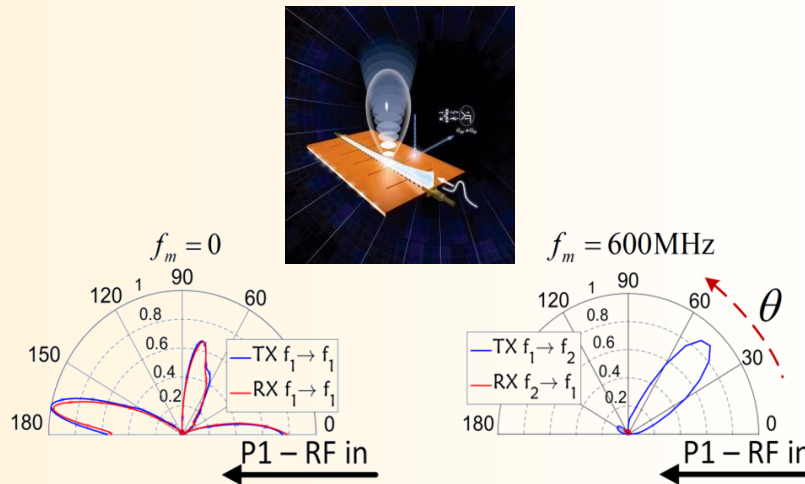 f_m = 0
90
120
60
1
0.8
150
0.6
0.4
0.2
180
0
TX f₁→ f₁
RX f₁→ f₁
P1 – RF in
f_m = 600MHz
90
120
60
1
0.8
0.6
30
0.4
0.2
180
0
θ
TX f₁→ f₂
RX f₂→ f₁
P1 – RF in